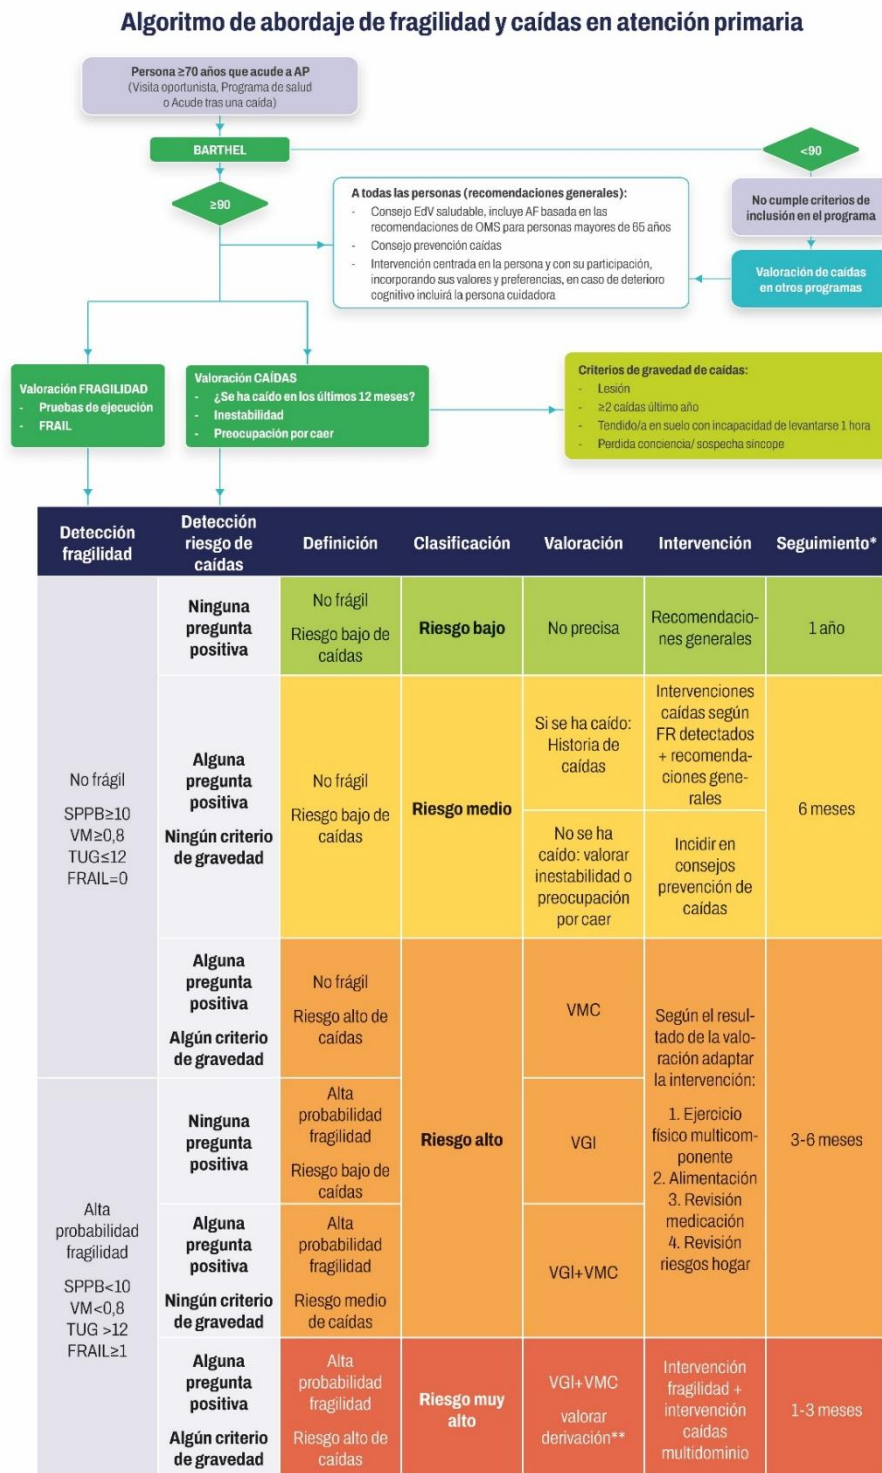 Algoritmo de abordaje de fragilidad y caídas en atención primaria
Persona ≥70 años que acude a AP
(Visita oportunista, Programa de salud
o Acude tras una caída)
BARTHEL
<90
≥90
A todas las personas (recomendaciones generales):
- Consejo EdV saludable, incluye AF basada en las
recomendaciones de OMS para personas mayores de 65 años
- Consejo prevención caídas
- Intervención centrada en la persona y con su participación,
incorporando sus valores y preferencias, en caso de deterioro
cognitivo incluirá la persona cuidadora
No cumple criterios de
inclusión en el programa
Valoración de caídas
en otros programas
Valoración FRAGILIDAD
- Pruebas de ejecución
- FRAIL
Valoración CAÍDAS
- ¿Se ha caído en los últimos 12 meses?
- Inestabilidad
- Preocupación por caer
Criterios de gravedad de caídas:
- Lesión
- ≥2 caídas último año
- Tendido/a en suelo con incapacidad de levantarse 1 hora
- Perdida conciencia/ sospecha síncope
Detección
fragilidad
Detección
riesgo de
caídas
Definición
Clasificación
Valoración
Intervención
Seguimiento*
No frágil
SPPB≥10
VM≥0,8
TUG≤12
FRAIL=0
Ninguna
pregunta
positiva
No frágil
Riesgo bajo de
caídas
Riesgo bajo
No precisa
Recomendacio-
nes generales
1 año
Alguna
pregunta
positiva
Ningún criterio
de gravedad
No frágil
Riesgo bajo de
caídas
Riesgo medio
Si se ha caído:
Historia de
caídas
Intervenciones
caídas según
FR detectados
+ recomenda-
ciones gene-
rales
No se ha
caído: valorar
inestabilidad o
preocupación
por caer
Incidir en
consejos
prevención de
caídas
6 meses
Alguna
pregunta
positiva
Algún criterio
de gravedad
No frágil
Riesgo alto de
caídas
Riesgo alto
VMC
Según el resul-
tado de la valo-
ración adaptar
la intervención:
1. Ejercicio
físico multicom-
ponente
2. Alimentación
3. Revisión
medicación
4. Revisión
riesgos hogar
3-6 meses
Alta
probabilidad
fragilidad
SPPB<10
VM<0,8
TUG >12
FRAIL≥1
Ninguna
pregunta
positiva
Alta
probabilidad
fragilidad
Riesgo bajo de
caídas
VGI
Alguna
pregunta
positiva
Ningún criterio
de gravedad
Alta
probabilidad
fragilidad
Riesgo medio
de caídas
VGI+VMC
Alguna
pregunta
positiva
Algún criterio
de gravedad
Alta
probabilidad
fragilidad
Riesgo alto de
caídas
Riesgo muy
alto
VGI+VMC
valorar
derivación**
Intervención
fragilidad +
intervención
caídas
multidominio
1-3 meses